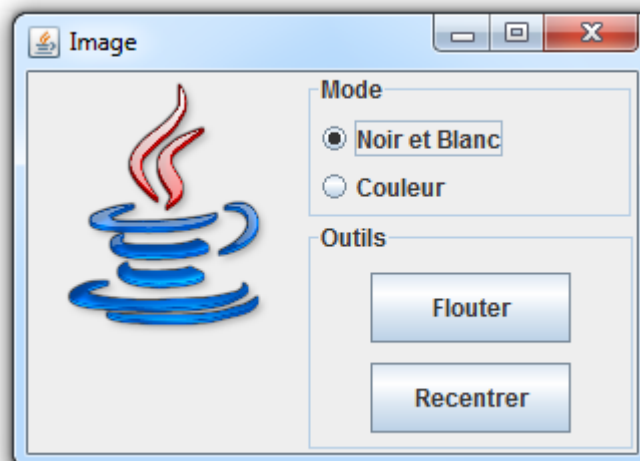 Image
Mode
Noir et Blanc
Couleur
Outils
Flouter
Recentrer